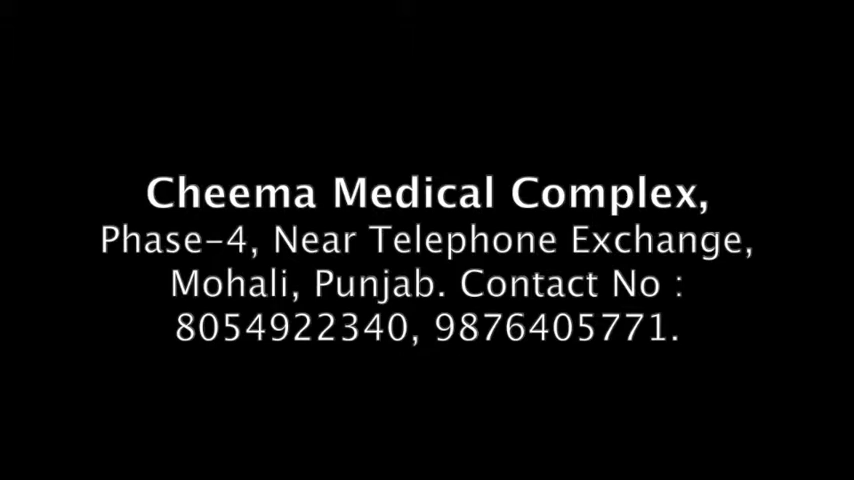 Cheema Medical Complex,
Phase-4, Near Telephone Exchange,
Mohali, Punjab. Contact No :
8054922340, 9876405771.